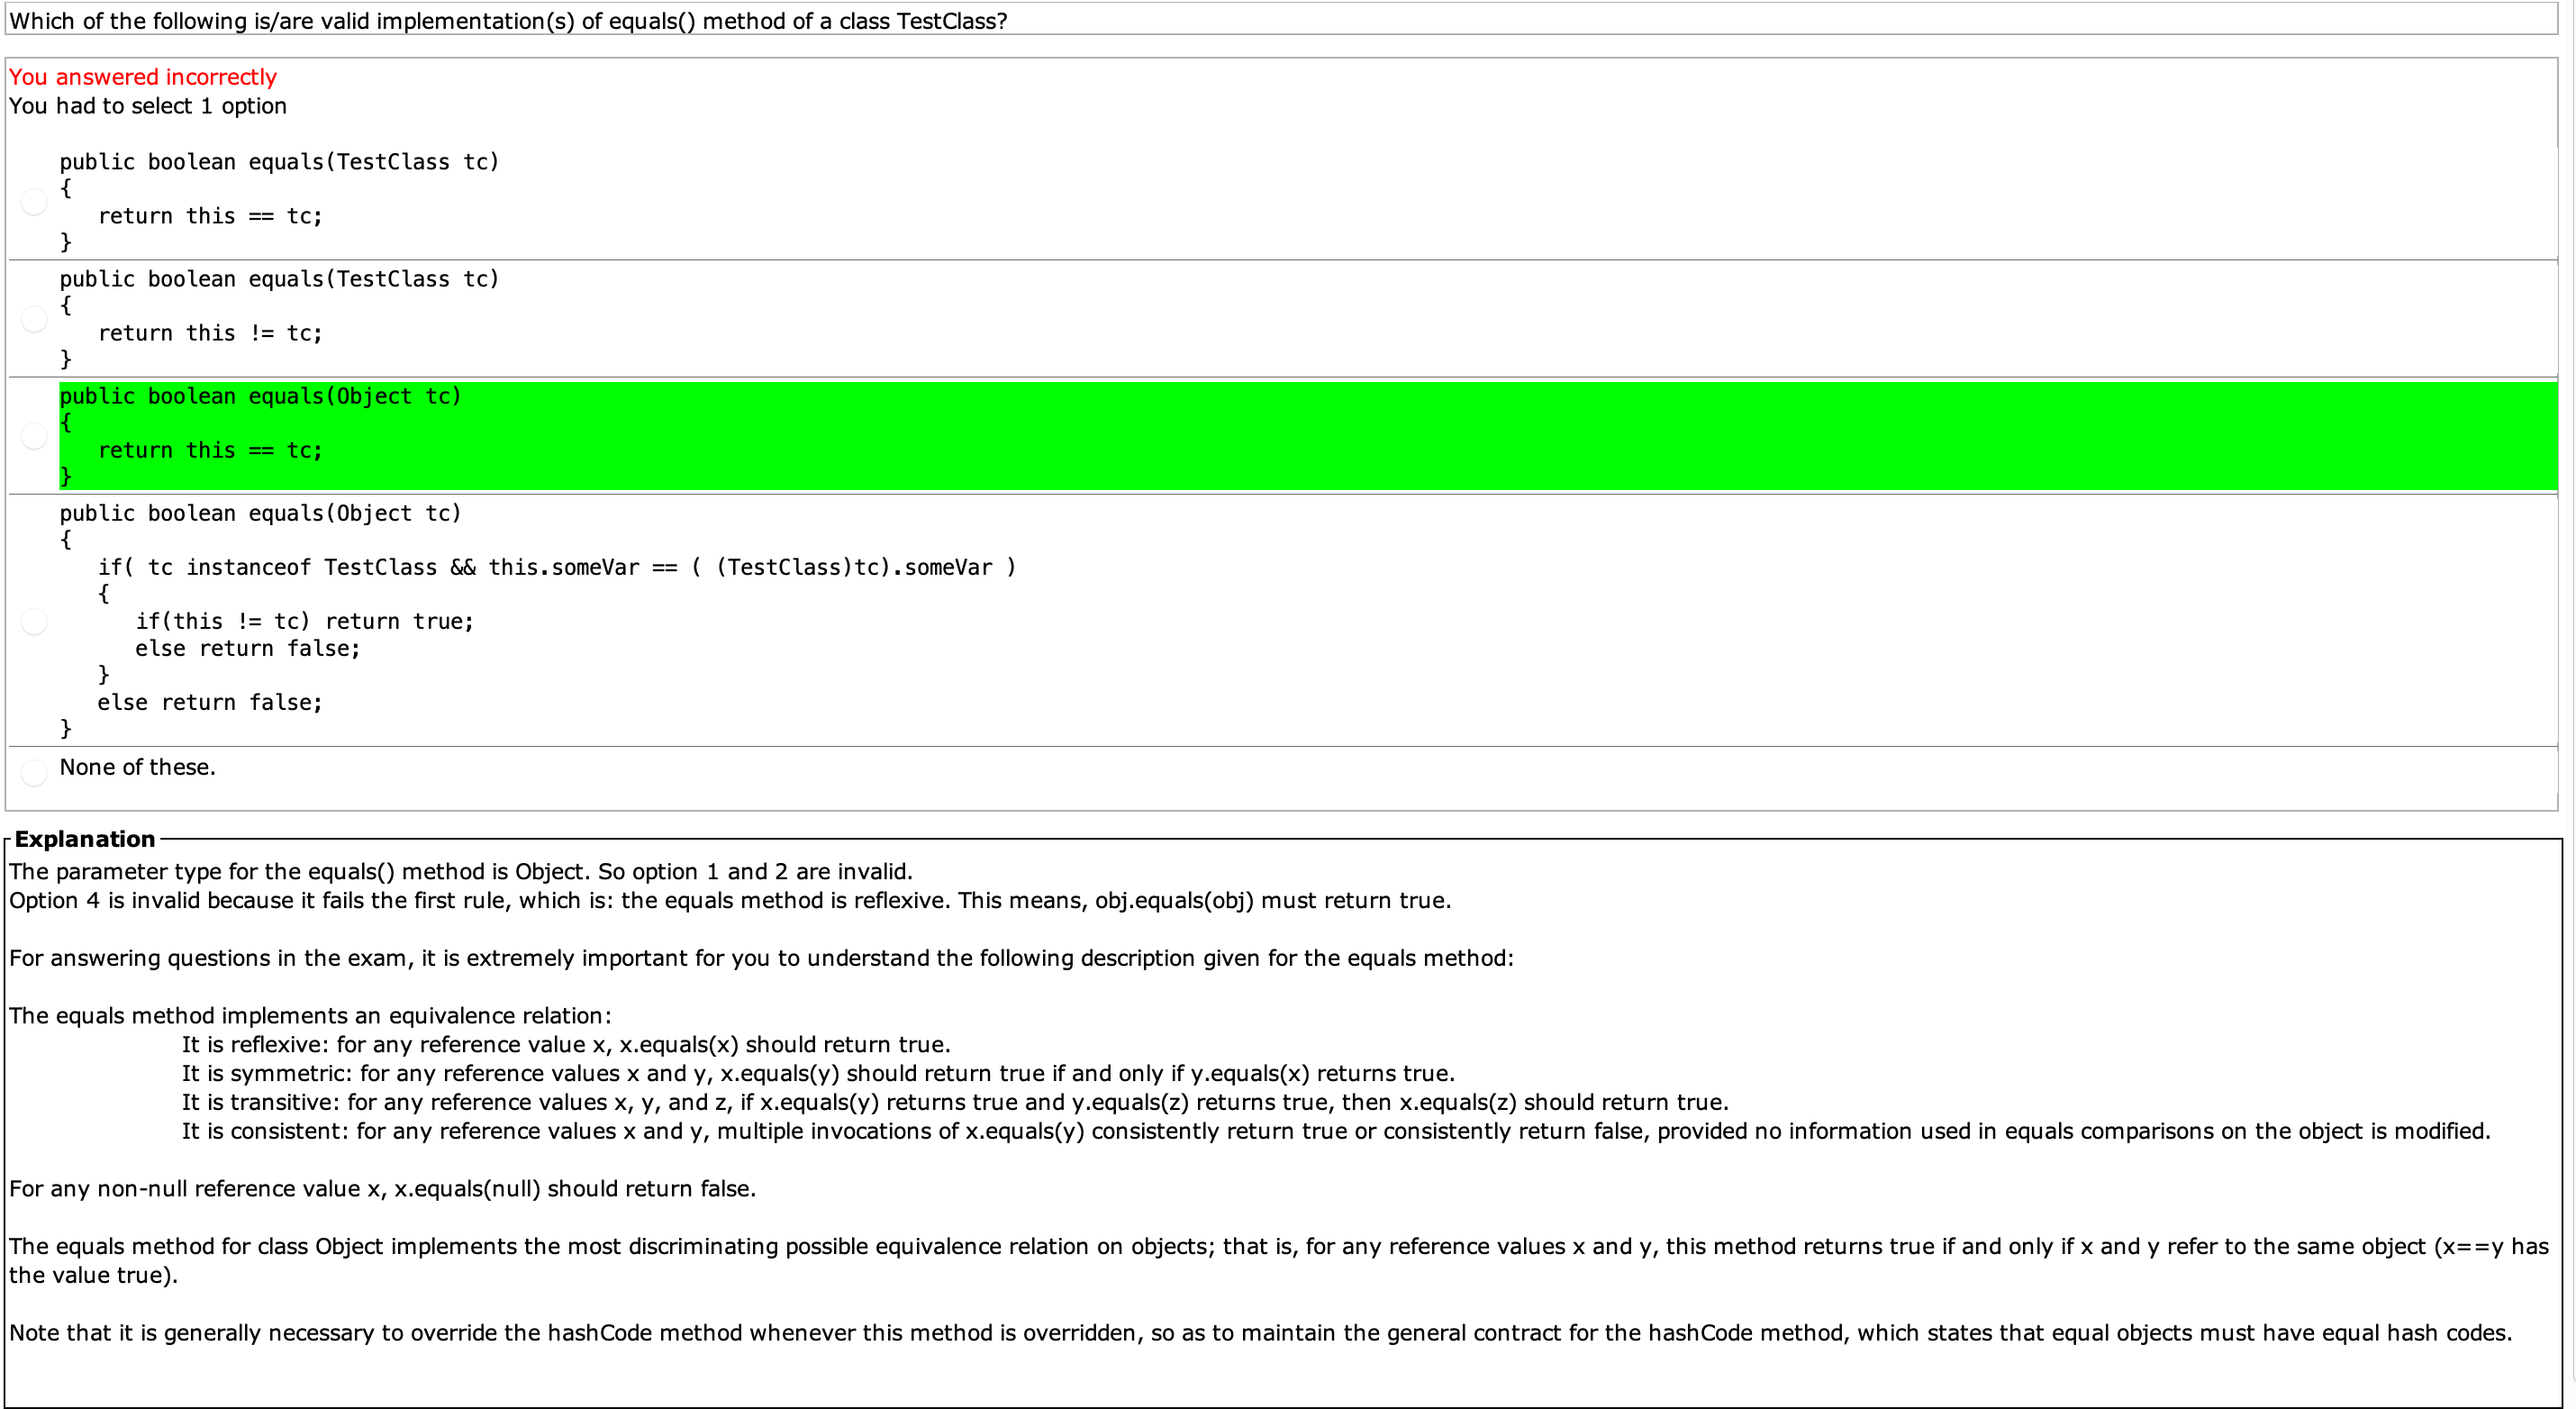 Which of the following is/are valid implementation(s) of equals() method of a class TestClass?
You answered incorrectly
You had to select 1 option
public boolean equals(TestClass tc)
{
   return this == tc;
}
public boolean equals(TestClass tc)
{
   return this != tc;
}
public boolean equals(Object tc)
{
   return this == tc;
}
public boolean equals(Object tc)
{
   if( tc instanceof TestClass && this.someVar == ( (TestClass)tc).someVar )
   {
      if(this != tc) return true;
      else return false;
   }
   else return false;
}
None of these.
Explanation
The parameter type for the equals() method is Object. So option 1 and 2 are invalid.
Option 4 is invalid because it fails the first rule, which is: the equals method is reflexive. This means, obj.equals(obj) must return true.
For answering questions in the exam, it is extremely important for you to understand the following description given for the equals method:
The equals method implements an equivalence relation:
It is reflexive: for any reference value x, x.equals(x) should return true.
It is symmetric: for any reference values x and y, x.equals(y) should return true if and only if y.equals(x) returns true.
It is transitive: for any reference values x, y, and z, if x.equals(y) returns true and y.equals(z) returns true, then x.equals(z) should return true.
It is consistent: for any reference values x and y, multiple invocations of x.equals(y) consistently return true or consistently return false, provided no information used in equals comparisons on the object is modified.
For any non-null reference value x, x.equals(null) should return false.
The equals method for class Object implements the most discriminating possible equivalence relation on objects; that is, for any reference values x and y, this method returns true if and only if x and y refer to the same object (x==y has
the value true).
Note that it is generally necessary to override the hashCode method whenever this method is overridden, so as to maintain the general contract for the hashCode method, which states that equal objects must have equal hash codes.